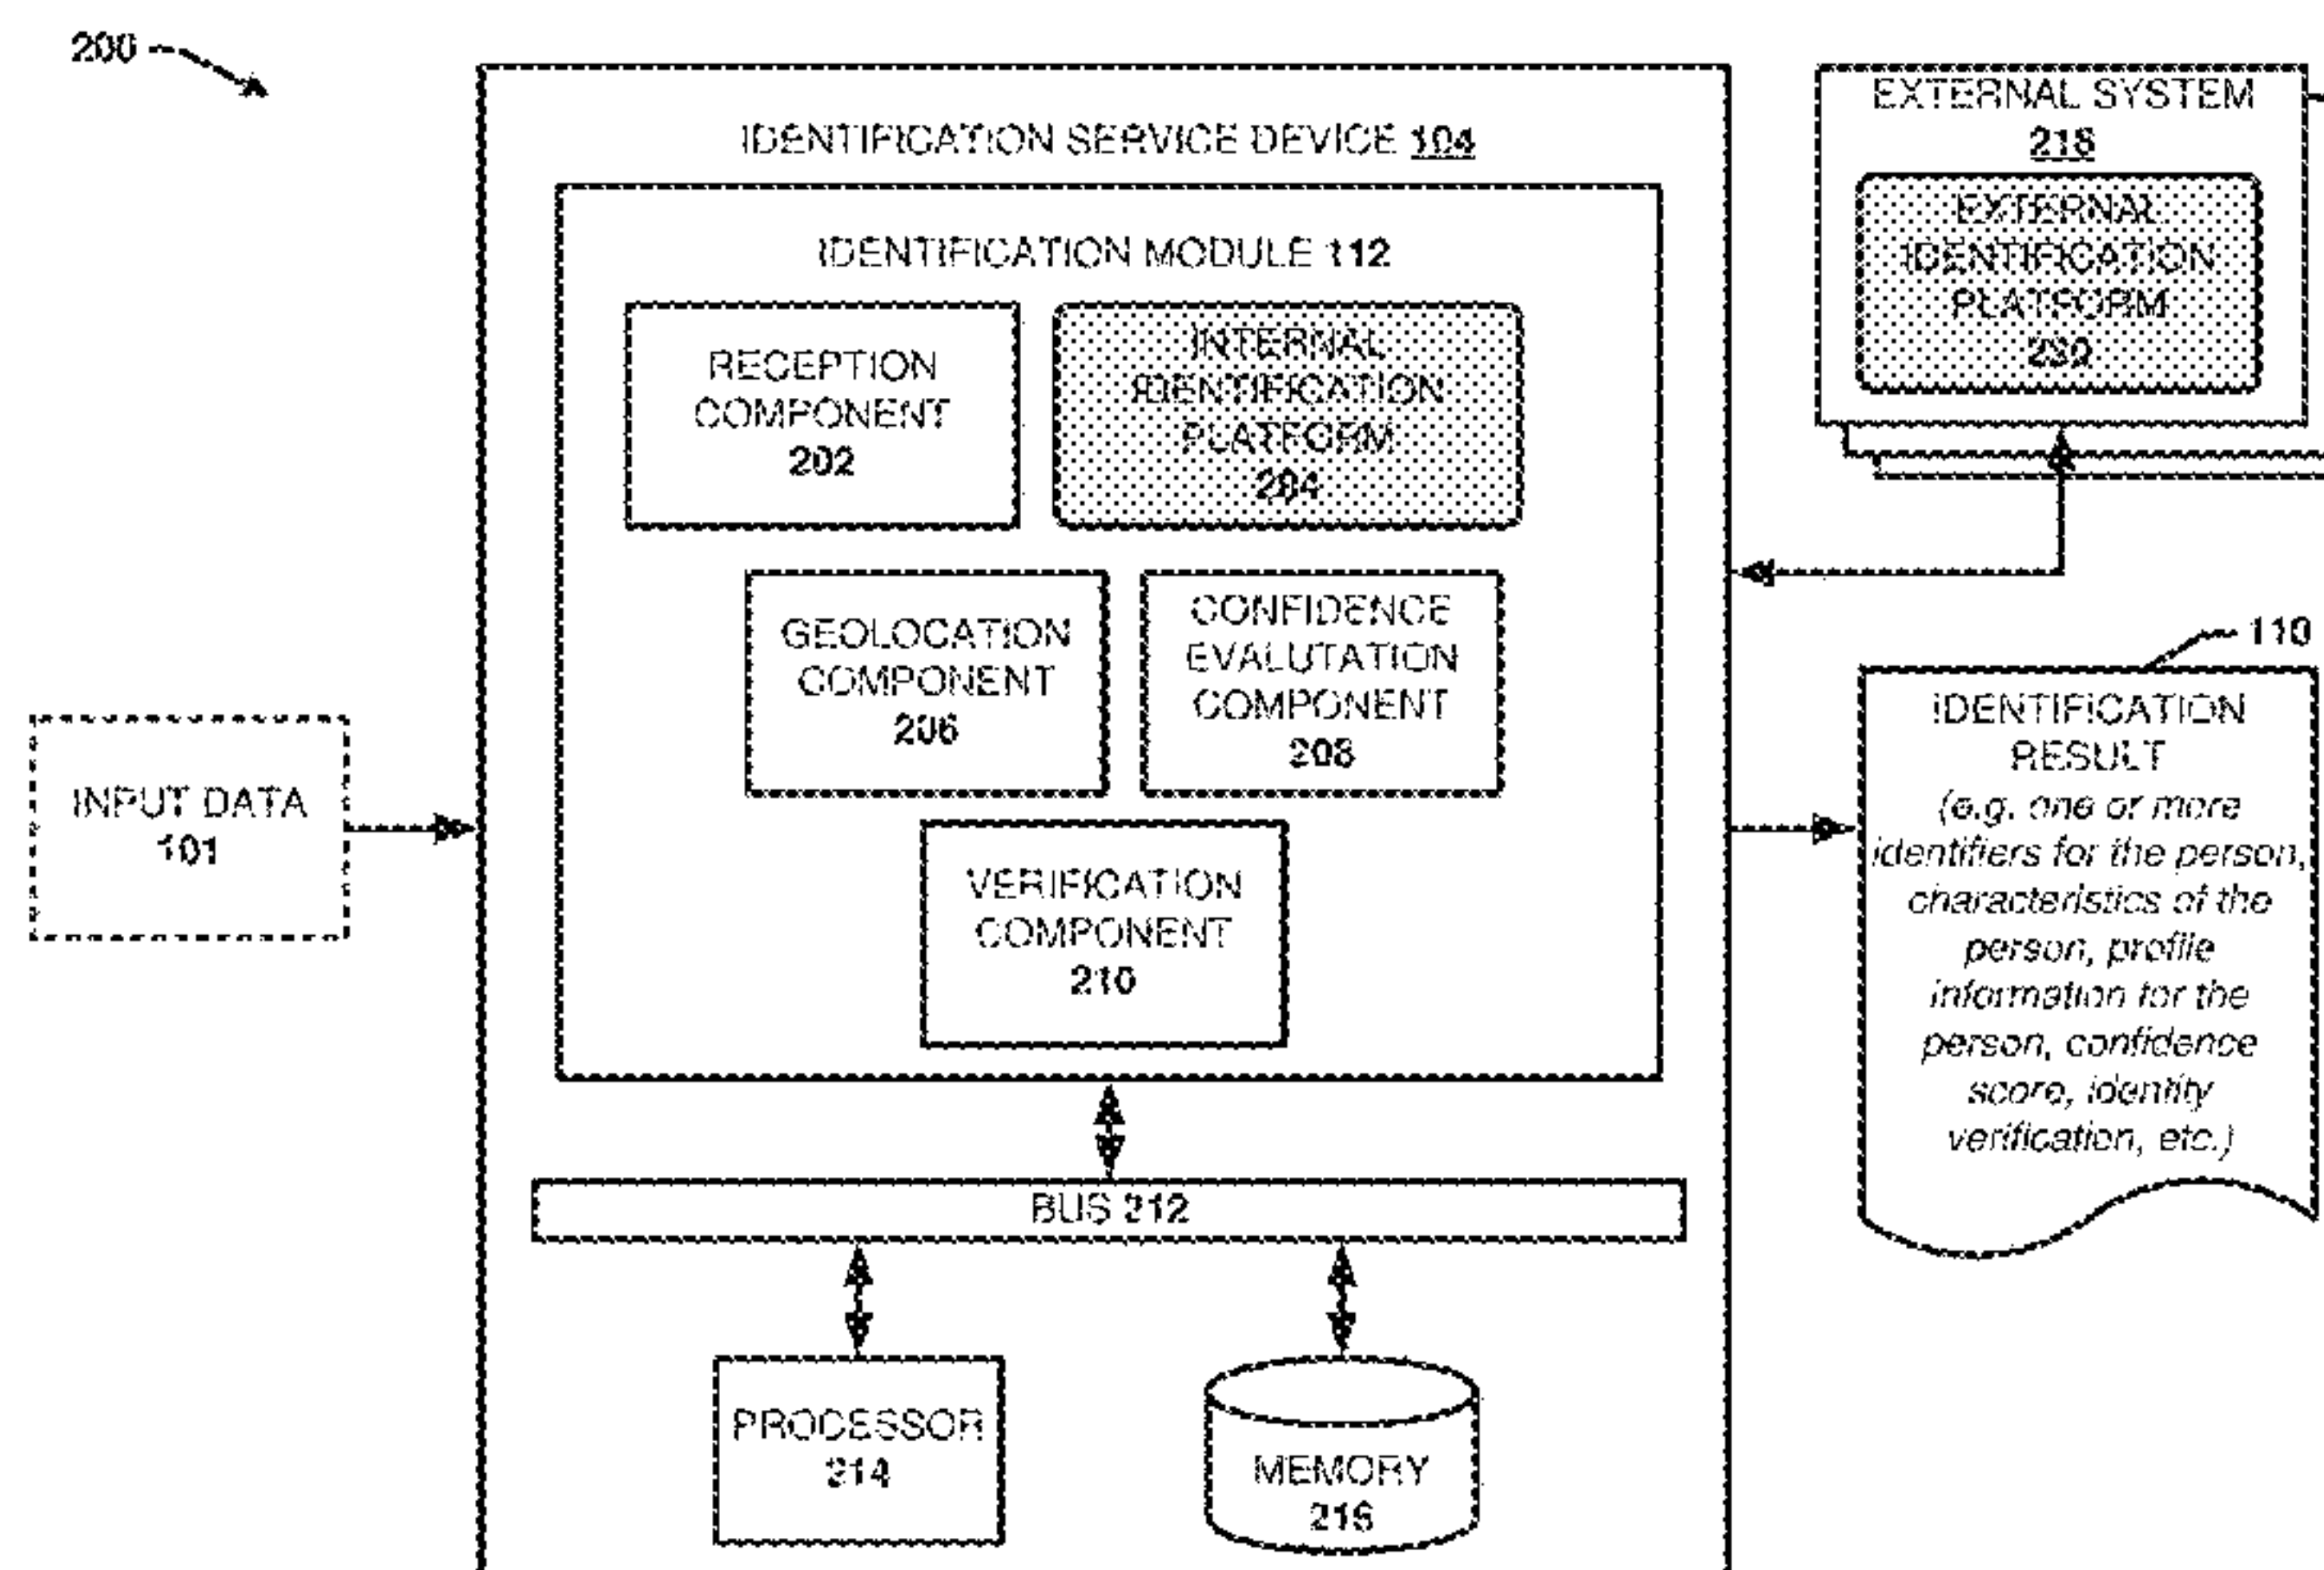 200
IDENTIFICATION SERVICE DEVICE 104
IDENTIFICATION MODULE 112
RECEPTION
COMPONENT
202
INTERNAL
IDENTIFICATION
PLATFORM
204
GEOLOCATION
COMPONENT
206
CONFIDENCE
EVALUTATION
COMPONENT
208
VERIFICATION
COMPONENT
210
INPUT DATA
101
BUS 212
PROCESSOR
214
MEMORY
216
EXTERNAL SYSTEM
218
EXTERNAL
IDENTIFICATION
PLATFORM
220
110
IDENTIFICATION
RESULT
(e.g. one or more
identifiers for the person,
characteristics of the
person, profile
information for the
person, confidence
score, identity
verification, etc.)